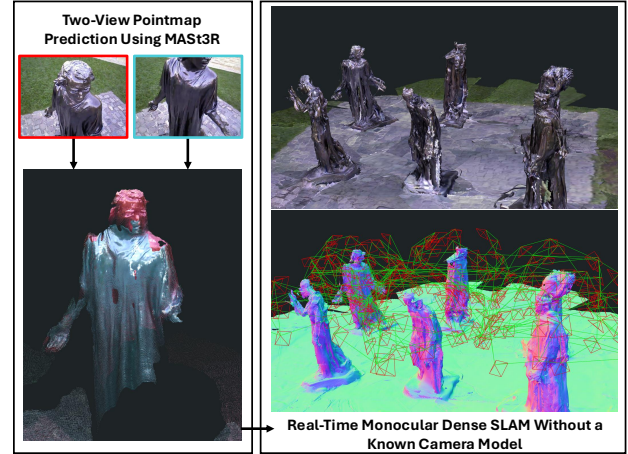 Two-View Pointmap
Prediction Using MASt3R
Real-Time Monocular Dense SLAM Without a
Known Camera Model